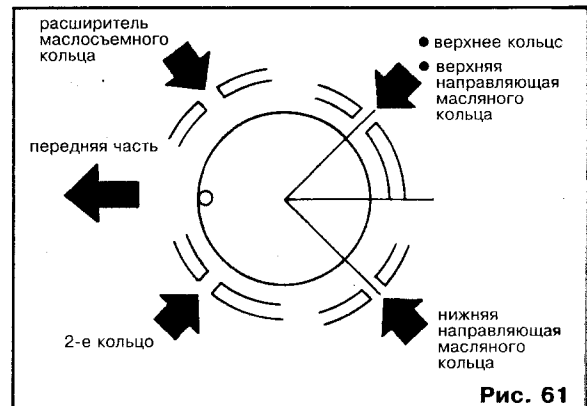 расширитель
маслосъемного
кольца
● верхнее кольцс
● верхняя
направляющая
масляного
кольца
передняя часть
2-е кольцо
нижняя
направляющая
масляного
кольца
Рис. 61